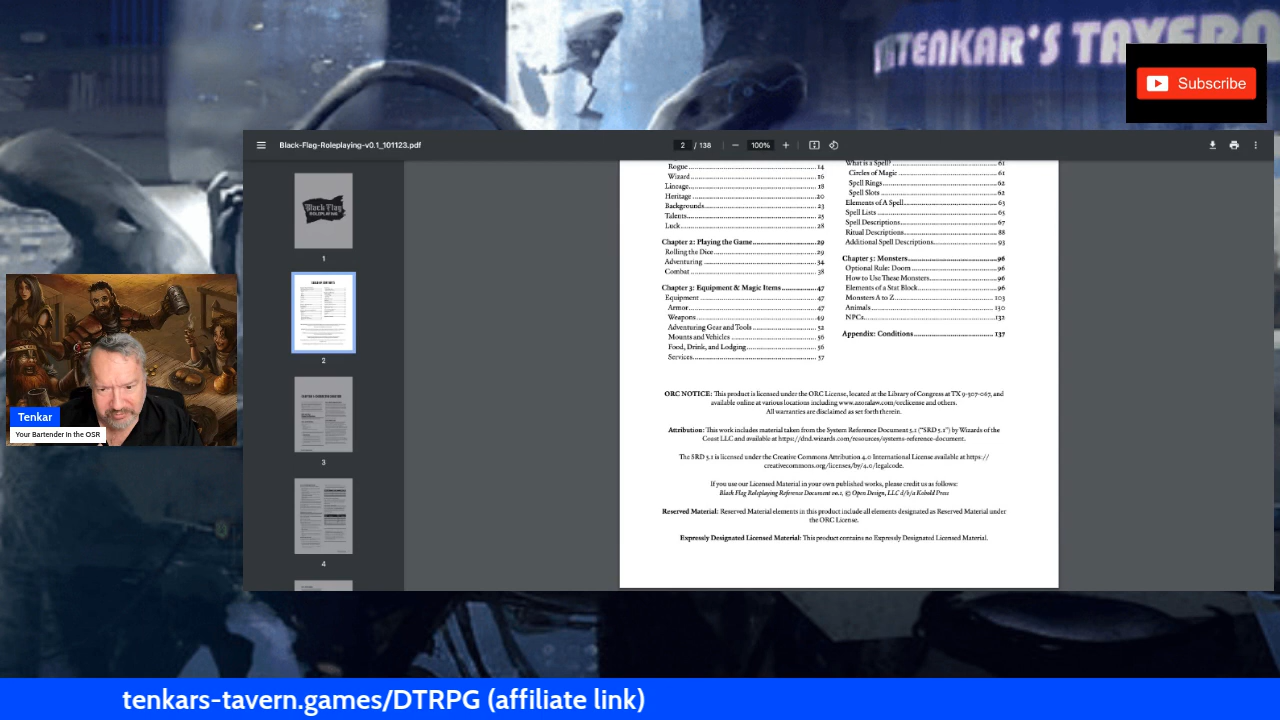 TENKAR'S TAVERN
Subscribe
Black-Flag-Roleplaying-v0.1_101123.pdf
2 / 138
100%
Black Flag
ROLEPLAYING
1
2
3
4
Rogue 14
Wizard 16
Lineage 18
Heritage 20
Backgrounds 23
Talents 25
Luck 28
Chapter 2: Playing the Game 29
Rolling the Dice 29
Adventuring 34
Combat 38
Chapter 3: Equipment & Magic Items 47
Equipment 47
Armor 47
Weapons 49
Adventuring Gear and Tools 52
Mounts and Vehicles 56
Food, Drink, and Lodging 56
Services 57
What is a Spell? 61
Circles of Magic 61
Spell Rings 62
Spell Slots 62
Elements of A Spell 63
Spell Lists 65
Spell Descriptions 67
Ritual Descriptions 88
Additional Spell Descriptions 93
Chapter 5: Monsters 96
Optional Rule: Doom 96
How to Use These Monsters 96
Elements of a Stat Block 96
Monsters A to Z 103
Animals 130
NPCs 132
Appendix: Conditions 137
ORC NOTICE: This product is licensed under the ORC License, located at the Library of Congress at TX 9-307-067, and
available online at various locations including www.azoralaw.com/orclicense and others.
All warranties are disclaimed as set forth therein.
Attribution: This work includes material taken from the System Reference Document 5.1 ("SRD 5.1") by Wizards of the
Coast LLC and available at https://dnd.wizards.com/resources/systems-reference-document.
The SRD 5.1 is licensed under the Creative Commons Attribution 4.0 International License available at https://
creativecommons.org/licenses/by/4.0/legalcode.
If you use our Licensed Material in your own published works, please credit us as follows:
Black Flag Roleplaying Reference Document v0.1, © Open Design, LLC d/b/a Kobold Press
Reserved Material: Reserved Material elements in this product include all elements designated as Reserved Material under
the ORC License.
Expressly Designated Licensed Material: This product contains no Expressly Designated Licensed Material.
Tenkar
Your Bartender In the OSR
tenkars-tavern.games/DTRPG (affiliate link)